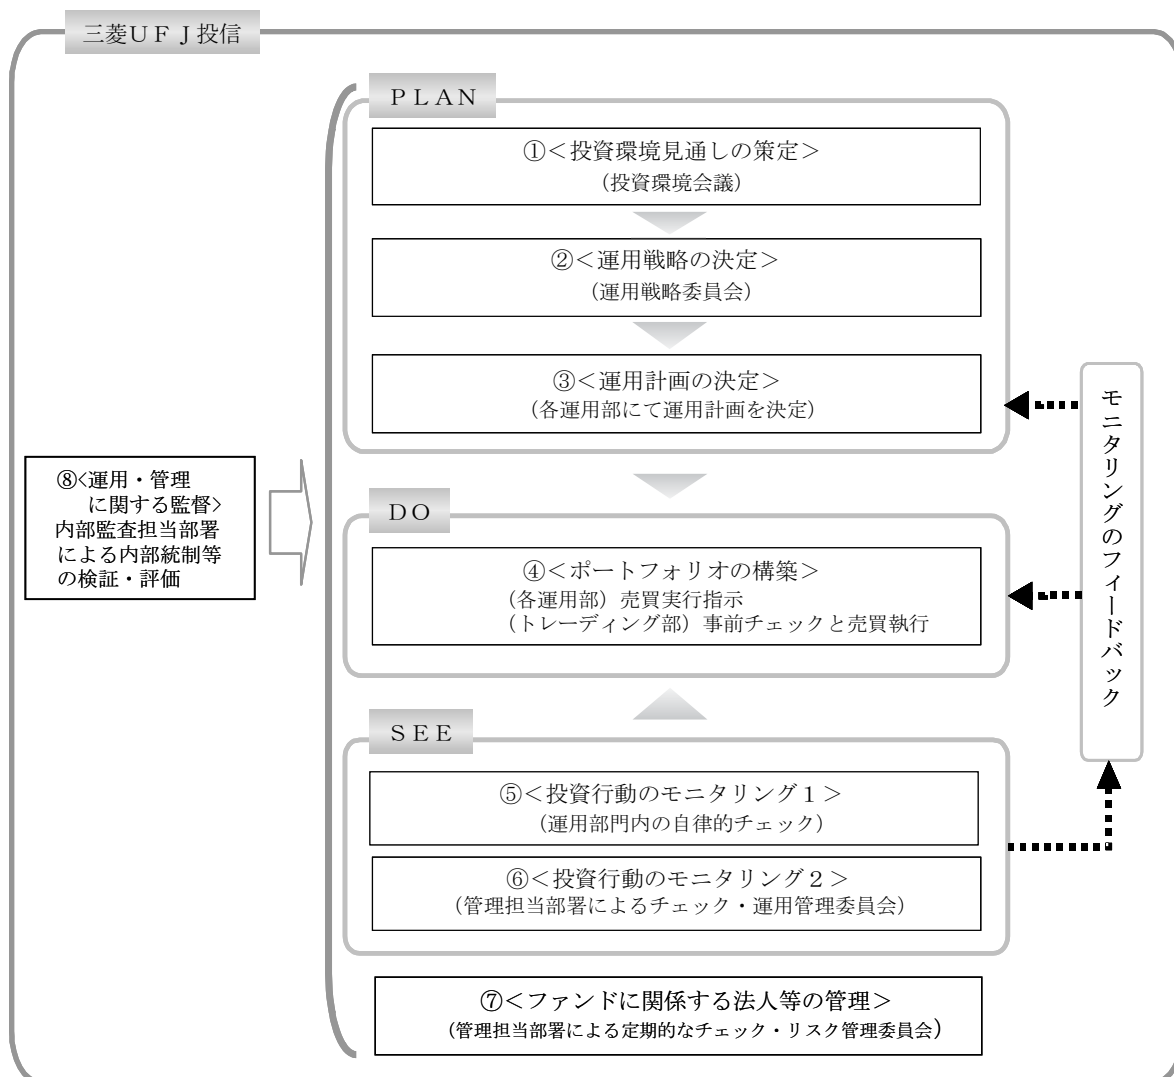 三菱ＵＦＪ投信
ＰＬＡＮ
①＜投資環境見通しの策定＞
（投資環境会議）
②＜運用戦略の決定＞
（運用戦略委員会）
③＜運用計画の決定＞
（各運用部にて運用計画を決定）
モニタリングのフィードバック
⑧<運用・管理
に関する監督>
内部監査担当部署
による内部統制等
の検証・評価
ＤＯ
④＜ポートフォリオの構築＞
（各運用部）売買実行指示
（トレーディング部）事前チェックと売買執行
ＳＥＥ
⑤＜投資行動のモニタリング１＞
（運用部門内の自律的チェック）
⑥＜投資行動のモニタリング２＞
（管理担当部署によるチェック・運用管理委員会）
⑦＜ファンドに関係する法人等の管理＞
（管理担当部署による定期的なチェック・リスク管理委員会）